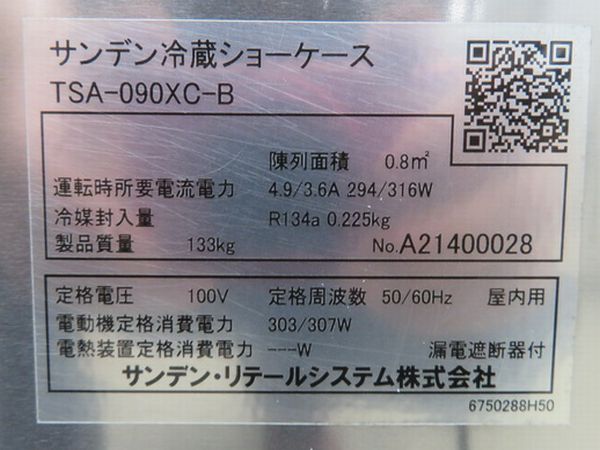 サンデン冷蔵ショーケース
TSA-090XC-B
陳列面積 0.8㎡
運転時所要電流電力 4.9/3.6A 294/316W
冷媒封入量 R134a 0.225kg
製品質量 133kg No.A21400028
定格電圧 100V 定格周波数 50/60Hz 屋内用
電動機定格消費電力 303/307W
電熱装置定格消費電力 ---W 漏電遮断器付
サンデン・リテールシステム株式会社
6750288H50